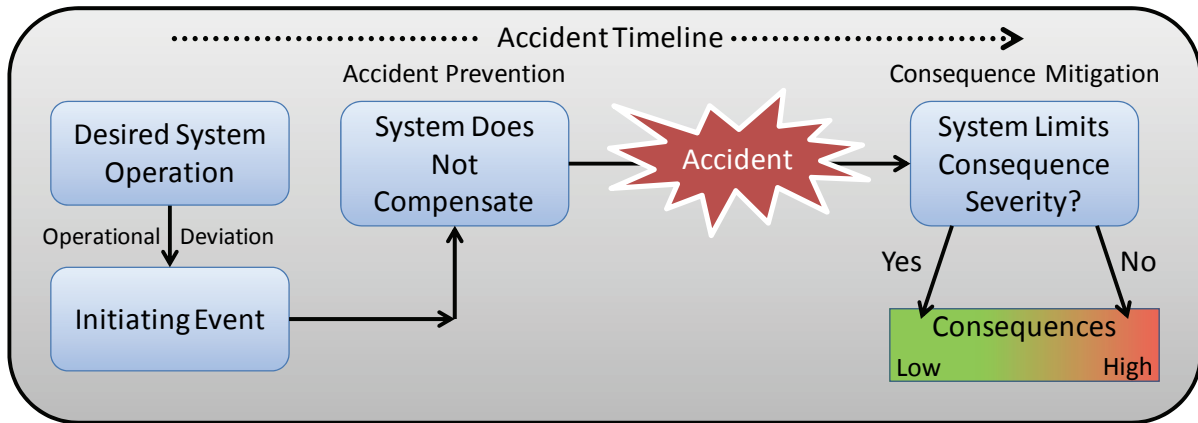 Accident Timeline
Accident Prevention
Consequence Mitigation
Desired System
Operation
System Does
Not
Compensate
Accident
System Limits
Consequence
Severity?
Operational Deviation
Initiating Event
Yes
No
Consequences
Low
High